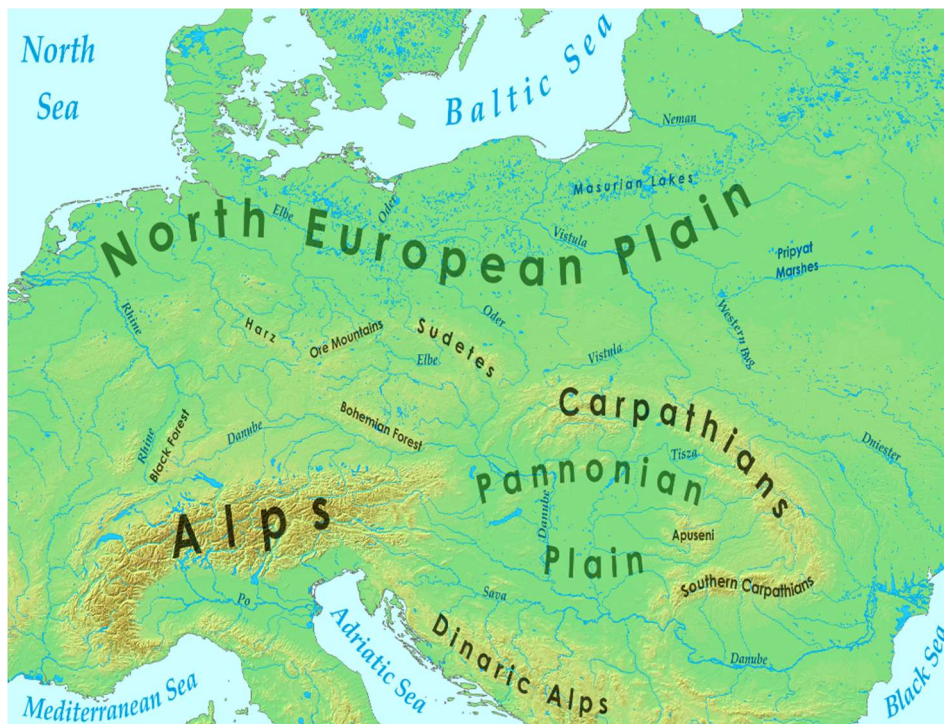 North
Sea
Baltic Sea
Neman
Masurian Lakes
Elbe
Oder
North European Plain
Vistula
Pripyat
Marshes
Rhine
Harz
Ore Mountains
Sudetes
Oder
Elbe
Vistula
Western Bug
Carpathians
Rhine
Black Forest
Danube
Bohemian Forest
Dniester
Tisza
Pannonian
Plain
Danube
Alps
Apuseni
Southern Carpathians
Po
Sava
Adriatic Sea
Dinaric Alps
Danube
Black Sea
Mediterranean Sea